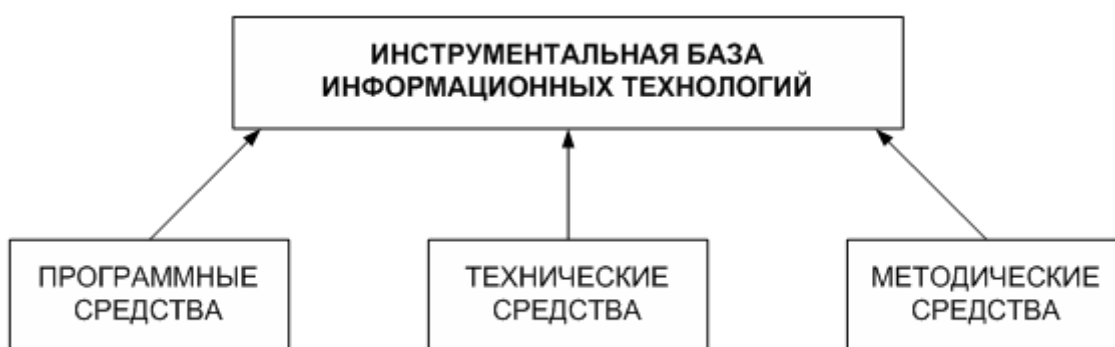 ИНСТРУМЕНТАЛЬНАЯ БАЗА
ИНФОРМАЦИОННЫХ ТЕХНОЛОГИЙ
ПРОГРАММНЫЕ
СРЕДСТВА
ТЕХНИЧЕСКИЕ
СРЕДСТВА
МЕТОДИЧЕСКИЕ
СРЕДСТВА